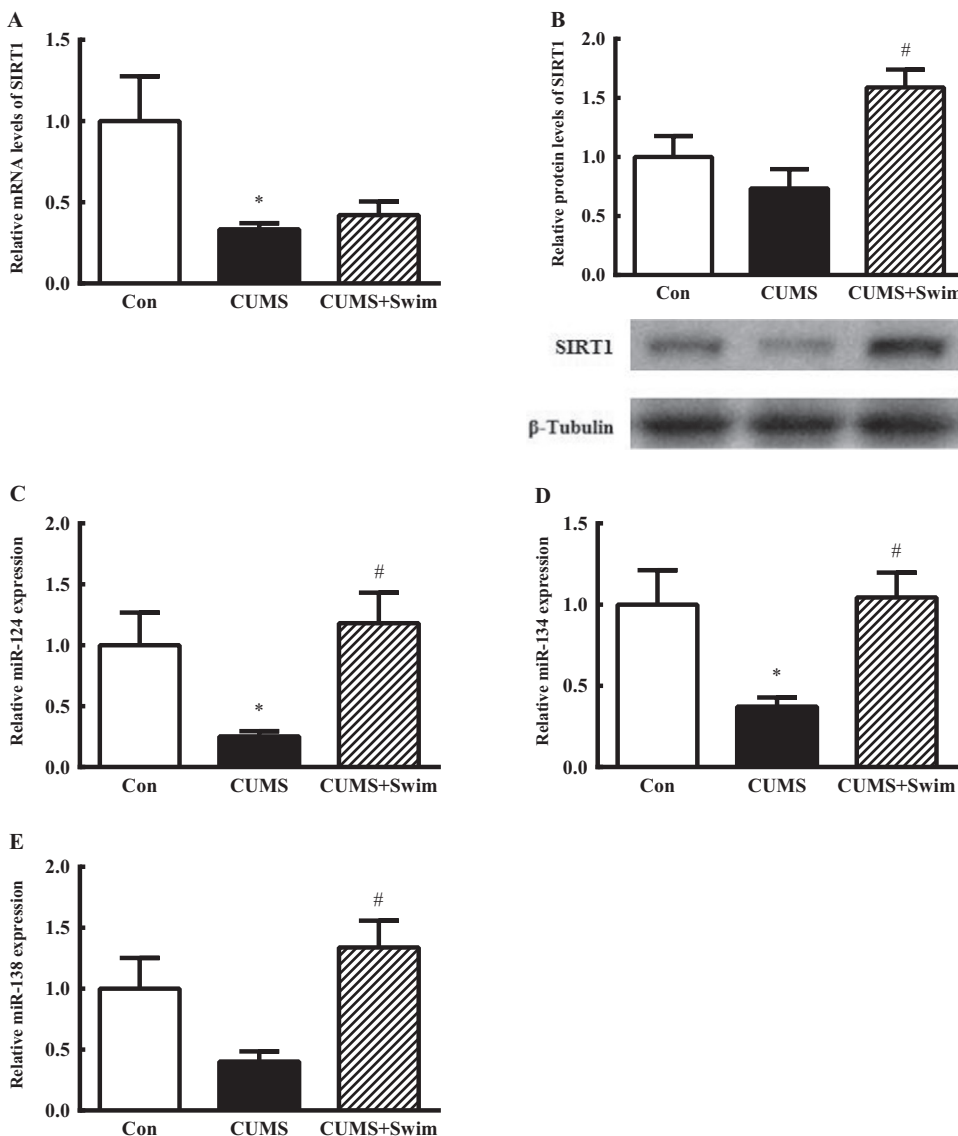 A
Relative mRNA levels of SIRT1
1.5
1.0
0.5
0.0
*
Con CUMS CUMS+Swim
B
Relative protein levels of SIRT1
2.0
1.5
1.0
0.5
0.0
#
Con CUMS CUMS+Swim
SIRT1
β-Tubulin
C
Relative miR-124 expression
2.0
1.5
1.0
0.5
0.0
*
#
Con CUMS CUMS+Swim
D
Relative miR-134 expression
1.5
1.0
0.5
0.0
*
#
Con CUMS CUMS+Swim
E
Relative miR-138 expression
2.0
1.5
1.0
0.5
0.0
#
Con CUMS CUMS+Swim